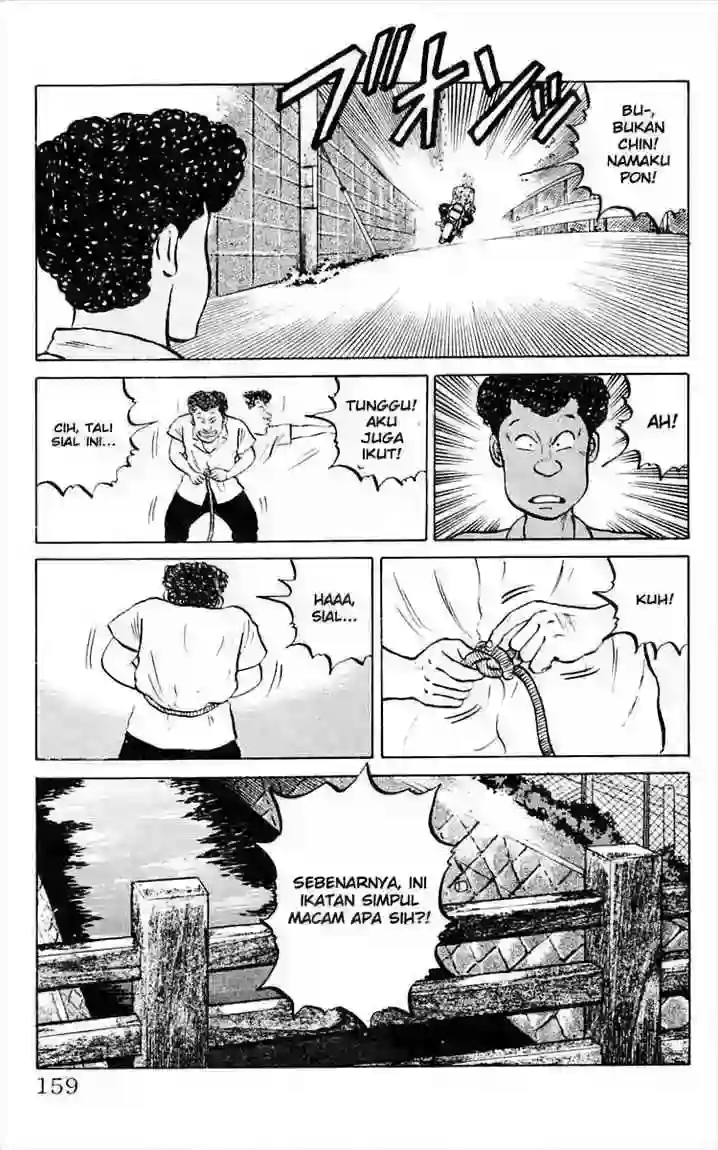 ブオン
BU-,
BUKAN
CHIN!
NAMAKU
PON!
AH!
TUNGGU!
AKU
JUGA
IKUT!
CIH, TALI
SIAL INI...
KUH!
HAAA,
SIAL...
SEBENARNYA, INI
IKATAN SIMPUL
MACAM APA SIH?!
159